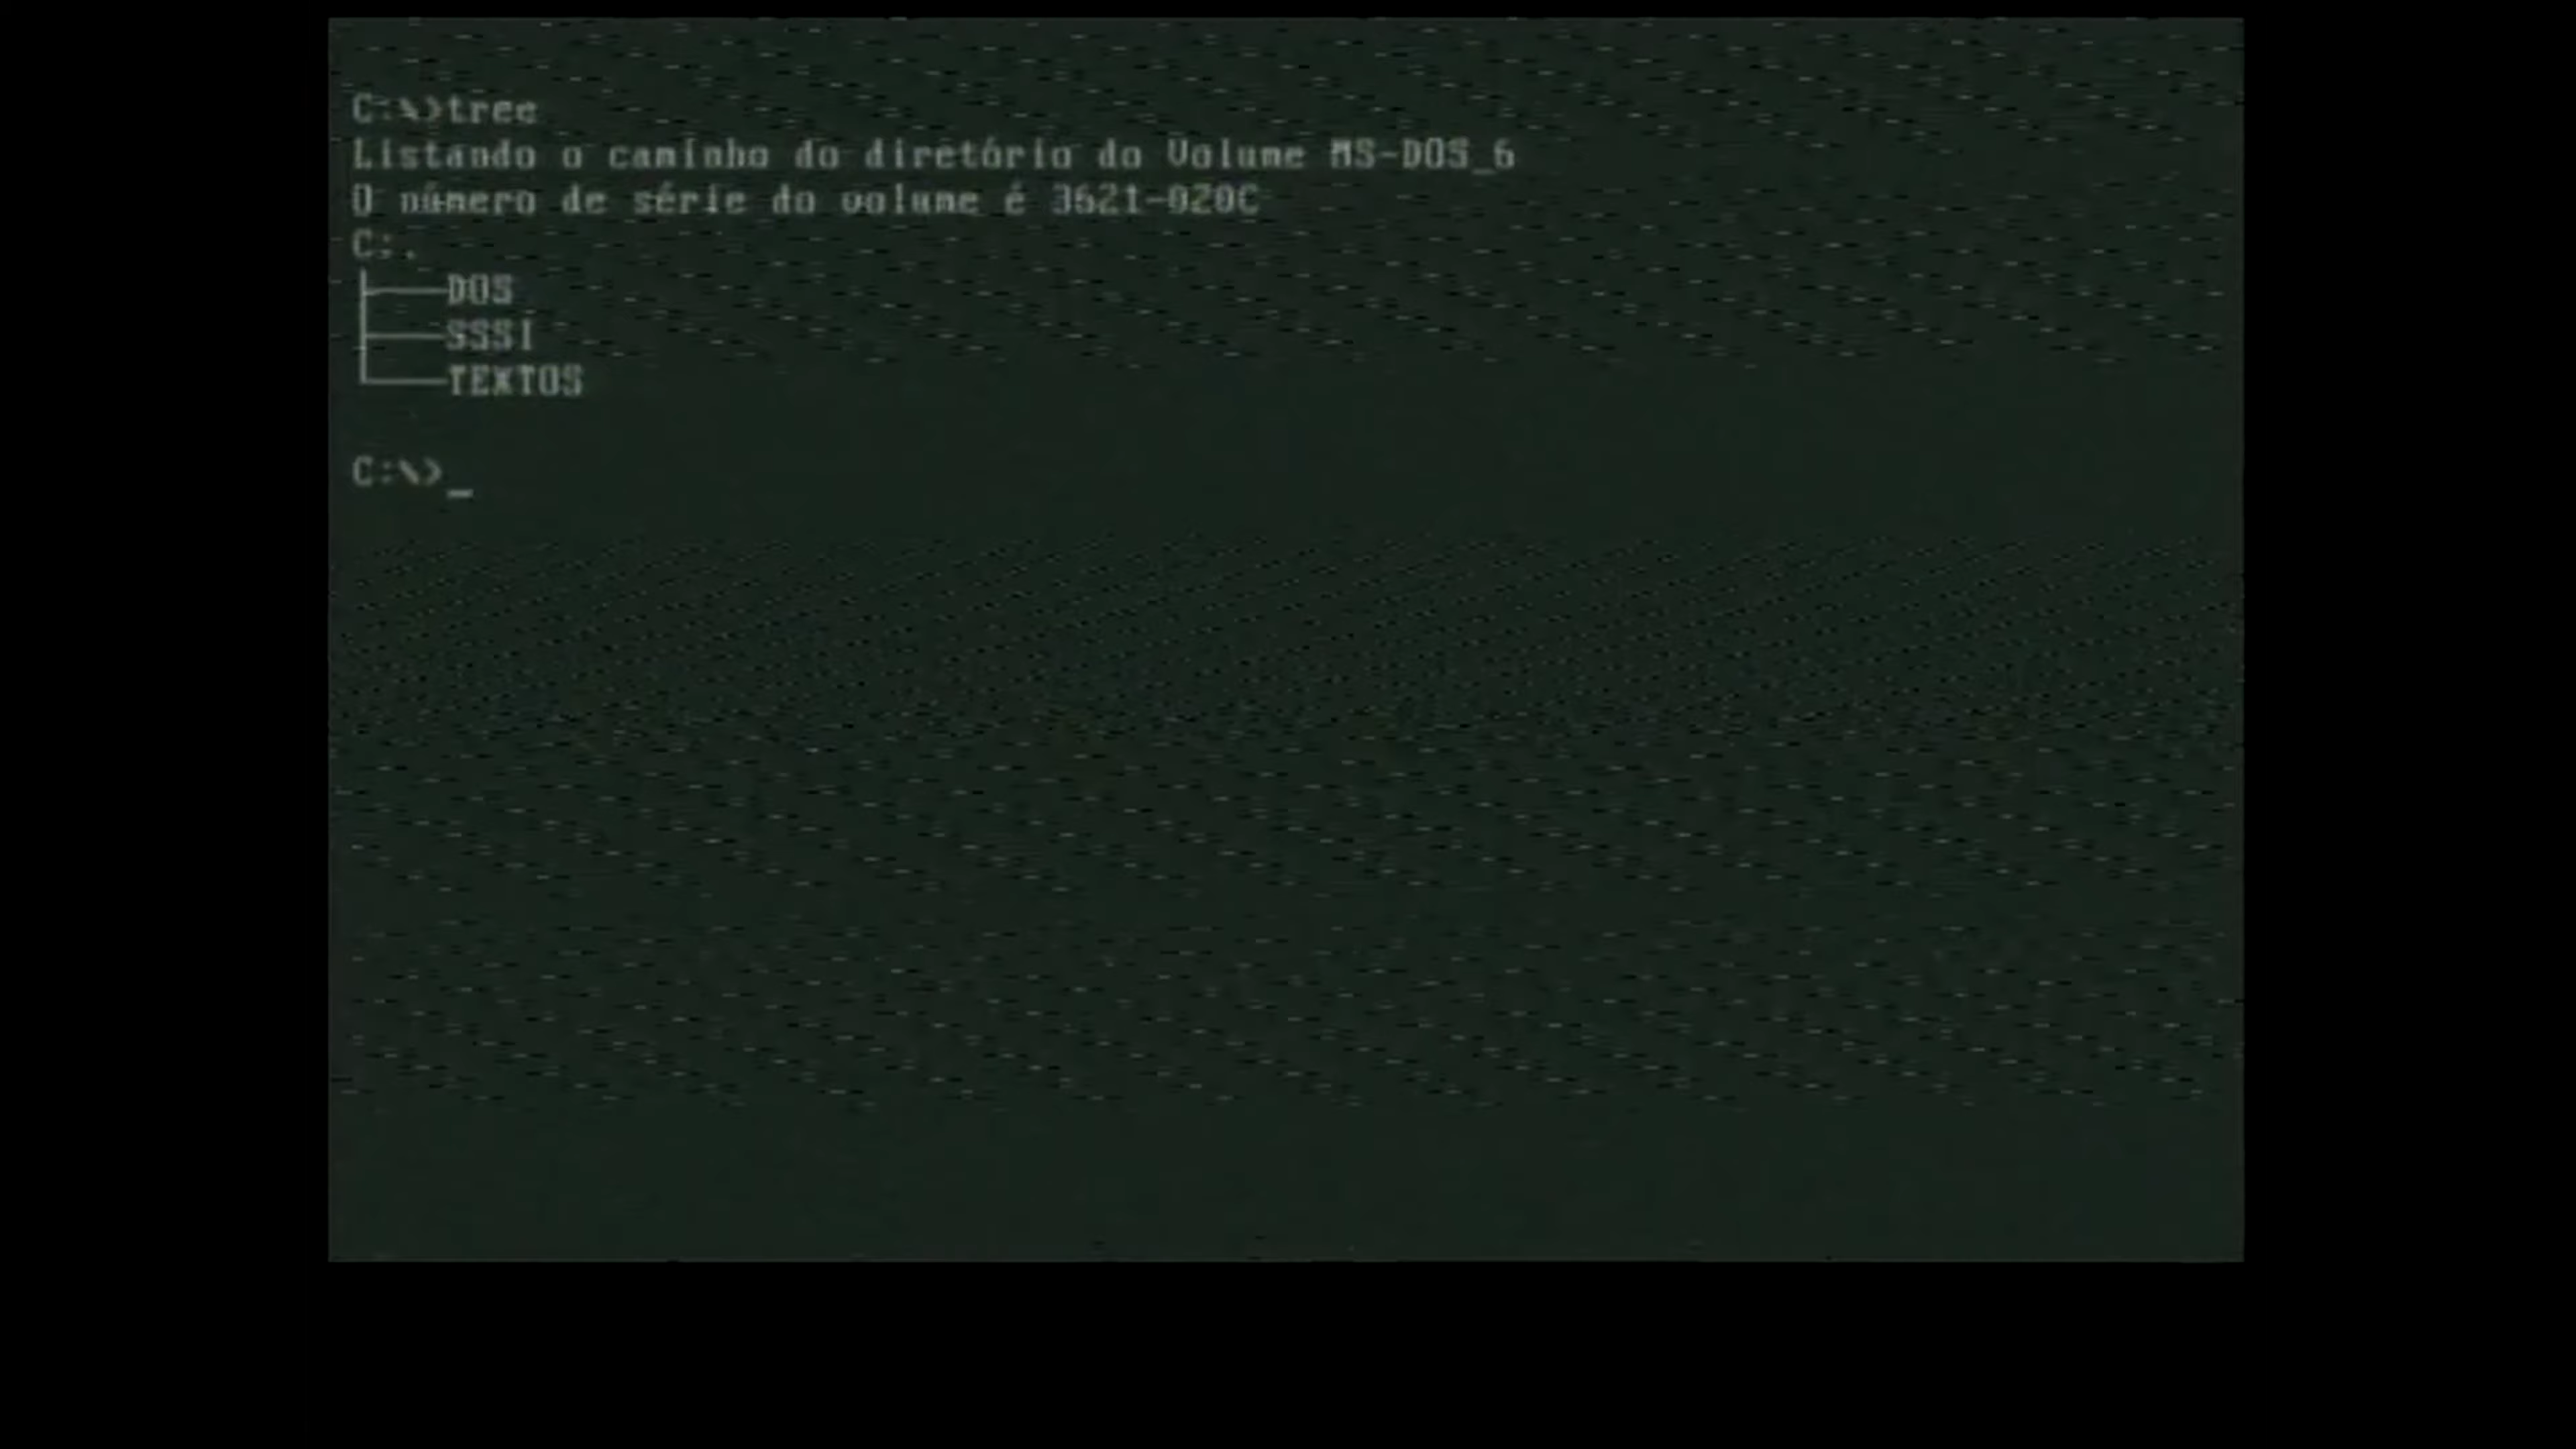 C:\>tree
Listando o caminho do diretório do Volume MS-DOS_6
O número de série do volume é 3621-020C
C:.
├───DOS
├───SSSI
└───TEXTOS
C:\>_